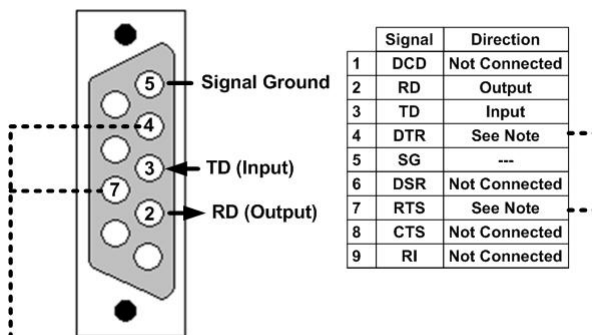 5 Signal Ground
4
3 TD (Input)
7
2 RD (Output)
Signal Direction
1 DCD Not Connected
2 RD Output
3 TD Input
4 DTR See Note
5 SG ---
6 DSR Not Connected
7 RTS See Note
8 CTS Not Connected
9 RI Not Connected